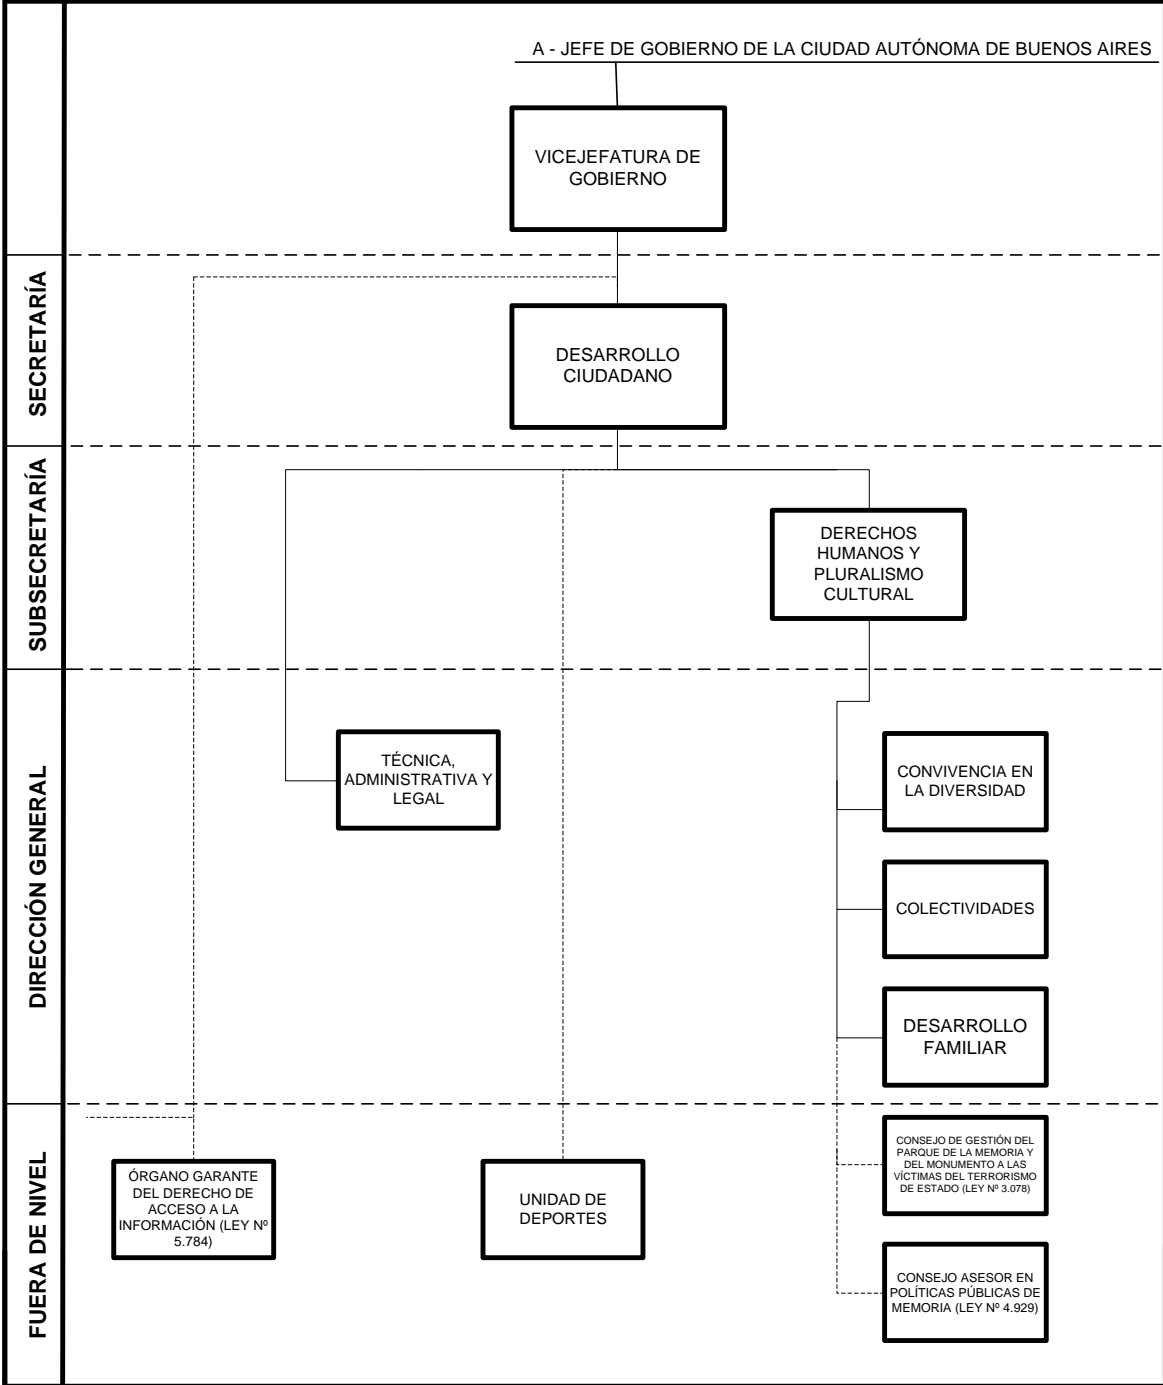 A - JEFE DE GOBIERNO DE LA CIUDAD AUTÓNOMA DE BUENOS AIRES
VICEJEFATURA DE
GOBIERNO
SECRETARÍA
DESARROLLO
CIUDADANO
SUBSECRETARÍA
DERECHOS
HUMANOS Y
PLURALISMO
CULTURAL
DIRECCIÓN GENERAL
TÉCNICA,
ADMINISTRATIVA Y
LEGAL
CONVIVENCIA EN
LA DIVERSIDAD
COLECTIVIDADES
DESARROLLO
FAMILIAR
FUERA DE NIVEL
ÓRGANO GARANTE
DEL DERECHO DE
ACCESO A LA
INFORMACIÓN (LEY Nº
5.784)
UNIDAD DE
DEPORTES
CONSEJO DE GESTIÓN DEL
PARQUE DE LA MEMORIA Y
DEL MONUMENTO A LAS
VÍCTIMAS DEL TERRORISMO
DE ESTADO (LEY Nº 3.078)
CONSEJO ASESOR EN
POLÍTICAS PÚBLICAS DE
MEMORIA (LEY Nº 4.929)